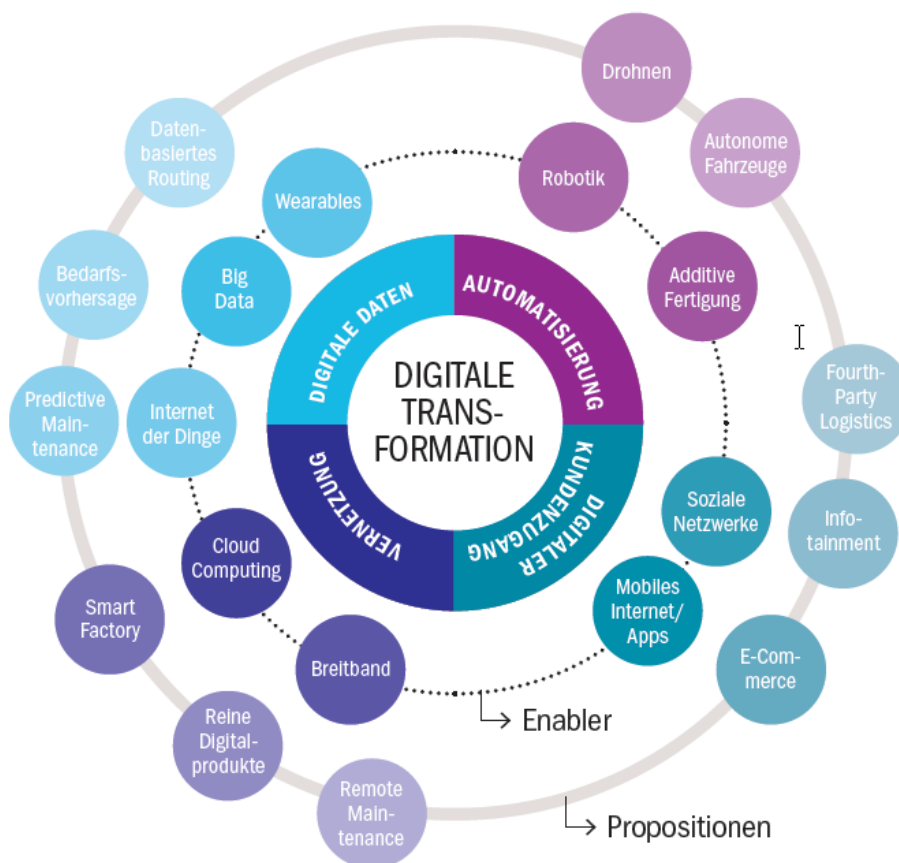 Drohnen
Daten-
basiertes
Routing
Autonome
Fahrzeuge
Wearables
Robotik
Bedarfs-
vorhersage
Big
Data
Additive
Fertigung
DIGITALE DATEN
AUTOMATISIERUNG
DIGITALE
TRANS-
FORMATION
Predictive
Main-
tenance
Internet
der Dinge
Fourth-
Party
Logistics
VERNETZUNG
DIGITALER
KUNDENZUGANG
Soziale
Netzwerke
Info-
tainment
Cloud
Computing
Mobiles
Internet/
Apps
Smart
Factory
Breitband
E-Com-
merce
Enabler
Reine
Digital-
produkte
Remote
Main-
tenance
Propositionen